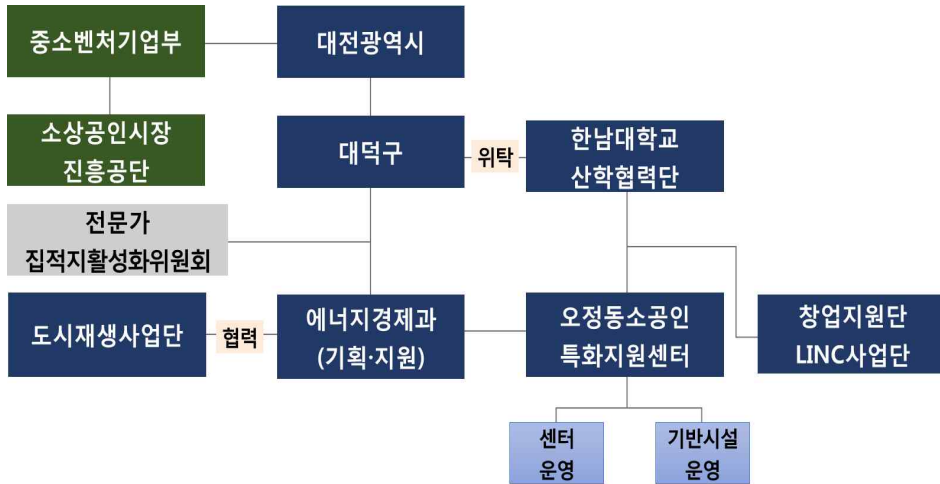 중소벤처기업부
대전광역시
소상공인시장
진흥공단
대덕구
위탁
한남대학교
산학협력단
전문가
집적지활성화위원회
도시재생사업단
협력
에너지경제과
(기획·지원)
오정동소공인
특화지원센터
창업지원단
LINC사업단
센터
운영
기반시설
운영